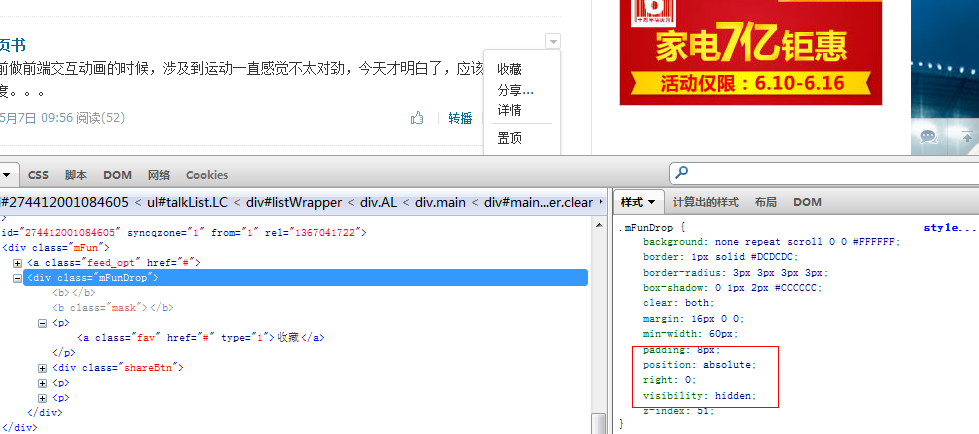 页书
前做前端交互动画的时候，涉及到运动一直感觉不太对劲，今天才明白了，应该
度。。。
5月7日 09:56 阅读(52)
转播
收藏
分享...
详情
置顶
家电7亿钜惠
活动仅限：6.10-6.16
CSS 脚本 DOM 网络 Cookies
i#274412001084605 < ul#talkList.LC < div#listWrapper < div.AL < div.main < div#main...er.clear
>
id="274412001084605" syncqzone="1" from="1" rel="1367041722">
<div class="mFun">
<a class="feed_opt" href="#">
<div class="mFunDrop">
<b></b>
<b class="mask"></b>
<p>
<a class="fav" href="#" type="1">收藏</a>
</p>
<div class="shareBtn">
<p>
<p>
</div>
</div>
样式 计算出的样式 布局 DOM
.mFunDrop { style...
background: none repeat scroll 0 0 #FFFFFF;
border: 1px solid #DCDCDC;
border-radius: 3px 3px 3px 3px;
box-shadow: 0 1px 2px #CCCCCC;
clear: both;
margin: 16px 0 0;
min-width: 60px;
padding: 8px;
position: absolute;
right: 0;
visibility: hidden;
z-index: 51;
}